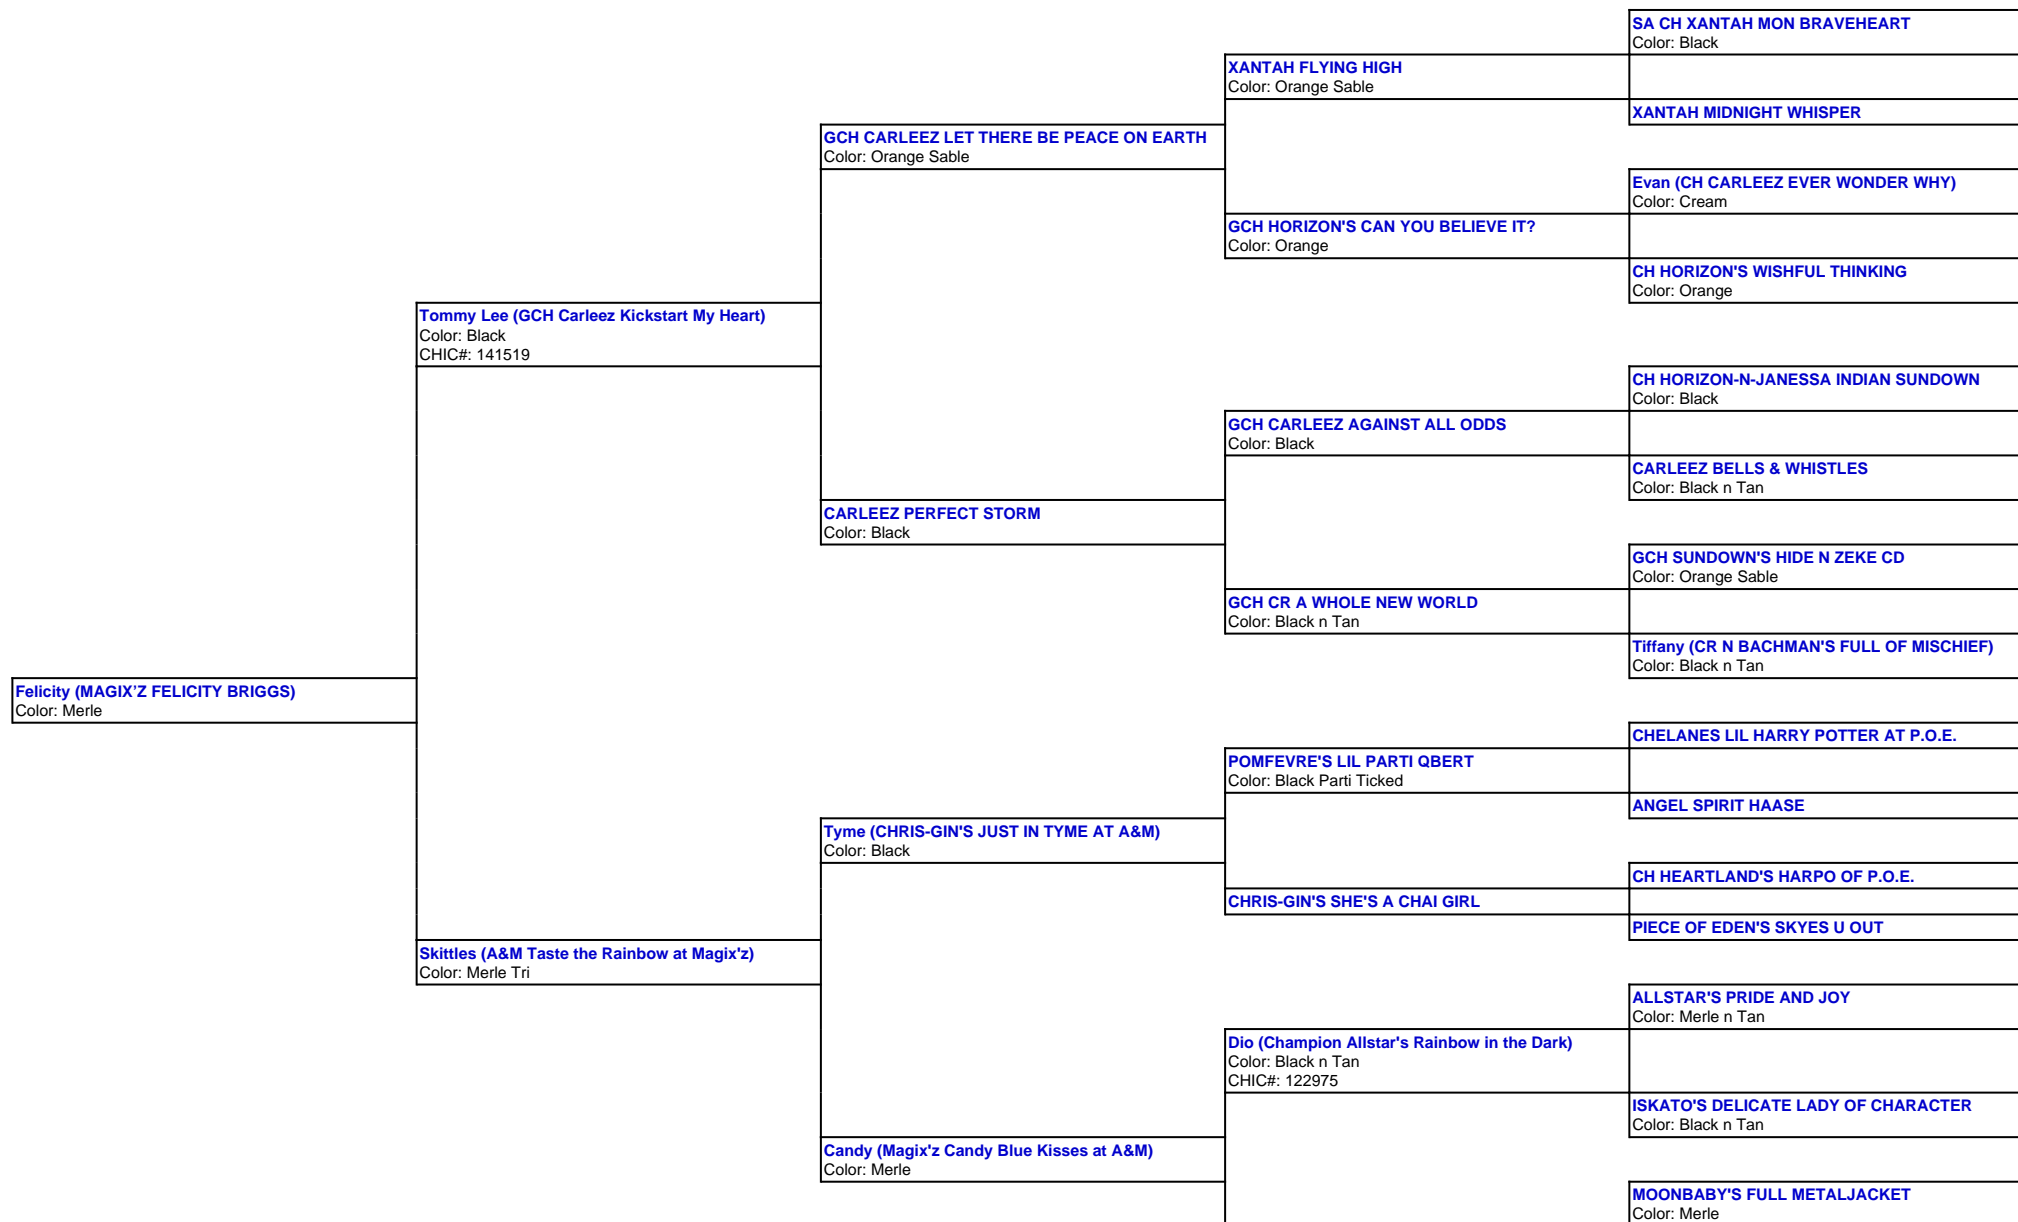 Felicity (MAGIX’Z FELICITY BRIGGS)
Color: Merle
Tommy Lee (GCH Carleez Kickstart My Heart)
Color: Black
CHIC#: 141519
Skittles (A&M Taste the Rainbow at Magix'z)
Color: Merle Tri
GCH CARLEEZ LET THERE BE PEACE ON EARTH
Color: Orange Sable
CARLEEZ PERFECT STORM
Color: Black
Tyme (CHRIS-GIN'S JUST IN TYME AT A&M)
Color: Black
Candy (Magix'z Candy Blue Kisses at A&M)
Color: Merle
XANTAH FLYING HIGH
Color: Orange Sable
GCH HORIZON'S CAN YOU BELIEVE IT?
Color: Orange
GCH CARLEEZ AGAINST ALL ODDS
Color: Black
GCH CR A WHOLE NEW WORLD
Color: Black n Tan
POMFEVRE'S LIL PARTI QBERT
Color: Black Parti Ticked
CHRIS-GIN'S SHE'S A CHAI GIRL
Dio (Champion Allstar's Rainbow in the Dark)
Color: Black n Tan
CHIC#: 122975
SA CH XANTAH MON BRAVEHEART
Color: Black
XANTAH MIDNIGHT WHISPER
Evan (CH CARLEEZ EVER WONDER WHY)
Color: Cream
CH HORIZON'S WISHFUL THINKING
Color: Orange
CH HORIZON-N-JANESSA INDIAN SUNDOWN
Color: Black
CARLEEZ BELLS & WHISTLES
Color: Black n Tan
GCH SUNDOWN'S HIDE N ZEKE CD
Color: Orange Sable
Tiffany (CR N BACHMAN'S FULL OF MISCHIEF)
Color: Black n Tan
CHELANES LIL HARRY POTTER AT P.O.E.
ANGEL SPIRIT HAASE
CH HEARTLAND'S HARPO OF P.O.E.
PIECE OF EDEN'S SKYES U OUT
ALLSTAR'S PRIDE AND JOY
Color: Merle n Tan
ISKATO'S DELICATE LADY OF CHARACTER
Color: Black n Tan
MOONBABY'S FULL METALJACKET
Color: Merle